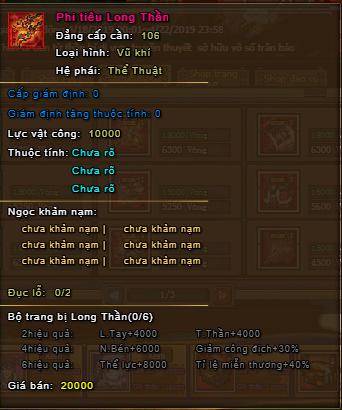 Phi tiêu Long Thần
Đẳng cấp cần: 106
Loại hình: Vũ khí
Hệ phái: Thể Thuật
Cấp giám định: 0
Giám định tăng thuộc tính: 0
Lực vật công: 10000
Thuộc tính: Chưa rõ
Chưa rõ
Chưa rõ
Ngọc khảm nạm:
chưa khảm nạm | chưa khảm nạm
chưa khảm nạm | chưa khảm nạm
chưa khảm nạm | chưa khảm nạm
Đục lỗ: 0/2
1/3
Bộ trang bị Long Thần(0/6)
2hiệu quả: L.Tay+4000 T.Thần+4000
4hiệu quả: N.Bén+6000 Giảm công địch+30%
6hiệu quả: Thể lực+8000 Tỉ lệ miễn thương+40%
Giá bán: 20000